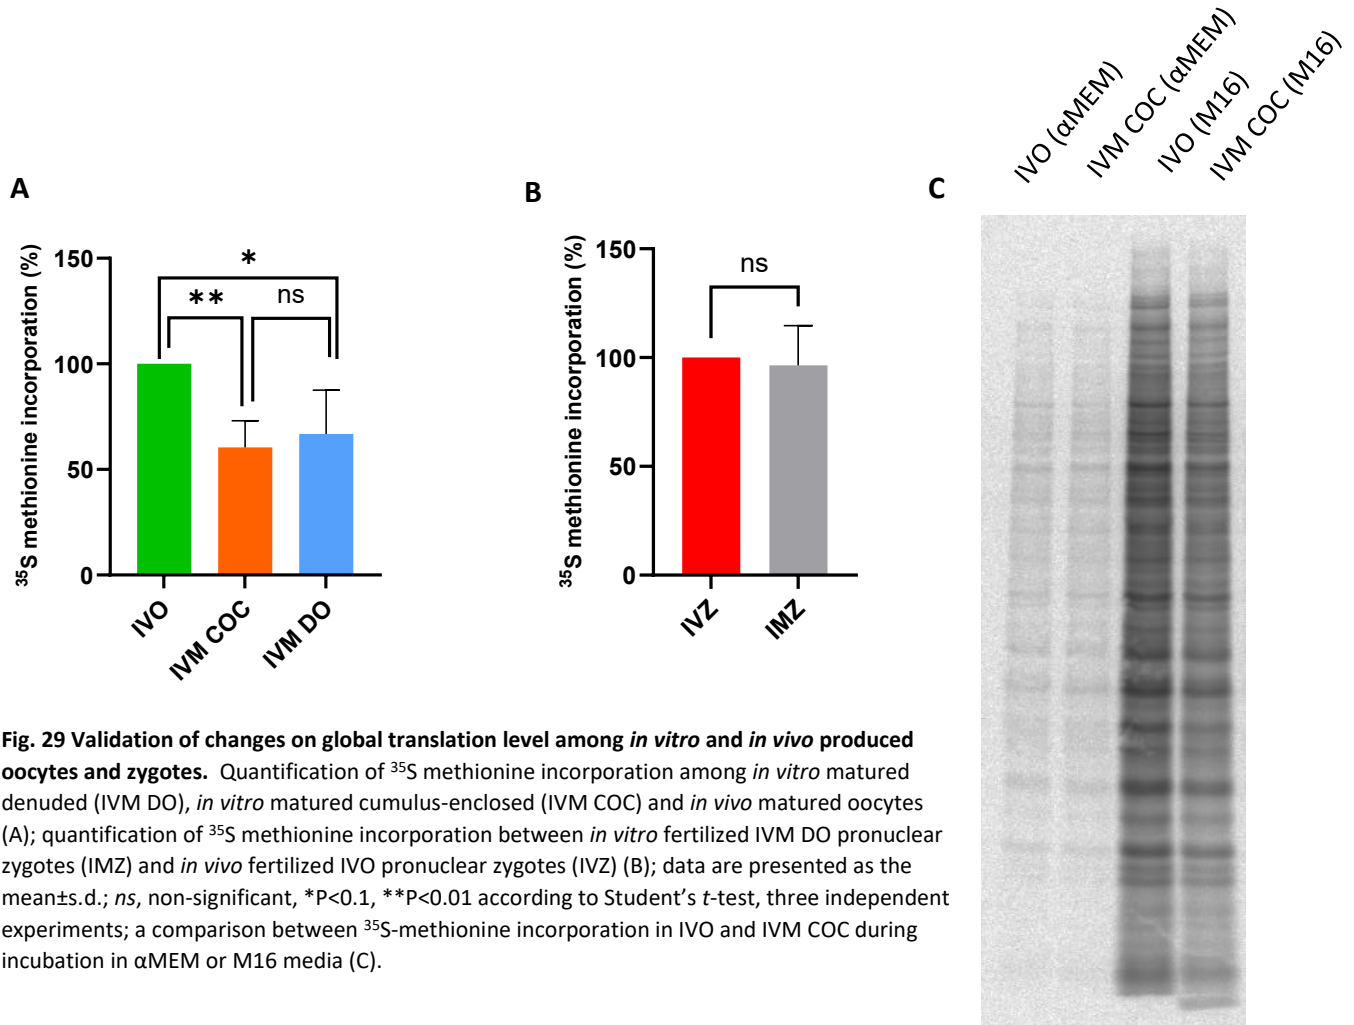 IVO (αMEM)
IVM COC (αMEM)
IVO (M16)
IVM COC (M16)
A
³⁵S methionine incorporation (%)
150
100
50
0
*
**
ns
IVO
IVM COC
IVM DO
B
³⁵S methionine incorporation (%)
150
100
50
0
ns
IVZ
IMZ
C
Fig. 29 Validation of changes on global translation level among in vitro and in vivo produced
oocytes and zygotes. Quantification of ³⁵S methionine incorporation among in vitro matured
denuded (IVM DO), in vitro matured cumulus-enclosed (IVM COC) and in vivo matured oocytes
(A); quantification of ³⁵S methionine incorporation between in vitro fertilized IVM DO pronuclear
zygotes (IMZ) and in vivo fertilized IVO pronuclear zygotes (IVZ) (B); data are presented as the
mean±s.d.; ns, non-significant, *P<0.1, **P<0.01 according to Student’s t-test, three independent
experiments; a comparison between ³⁵S-methionine incorporation in IVO and IVM COC during
incubation in αMEM or M16 media (C).